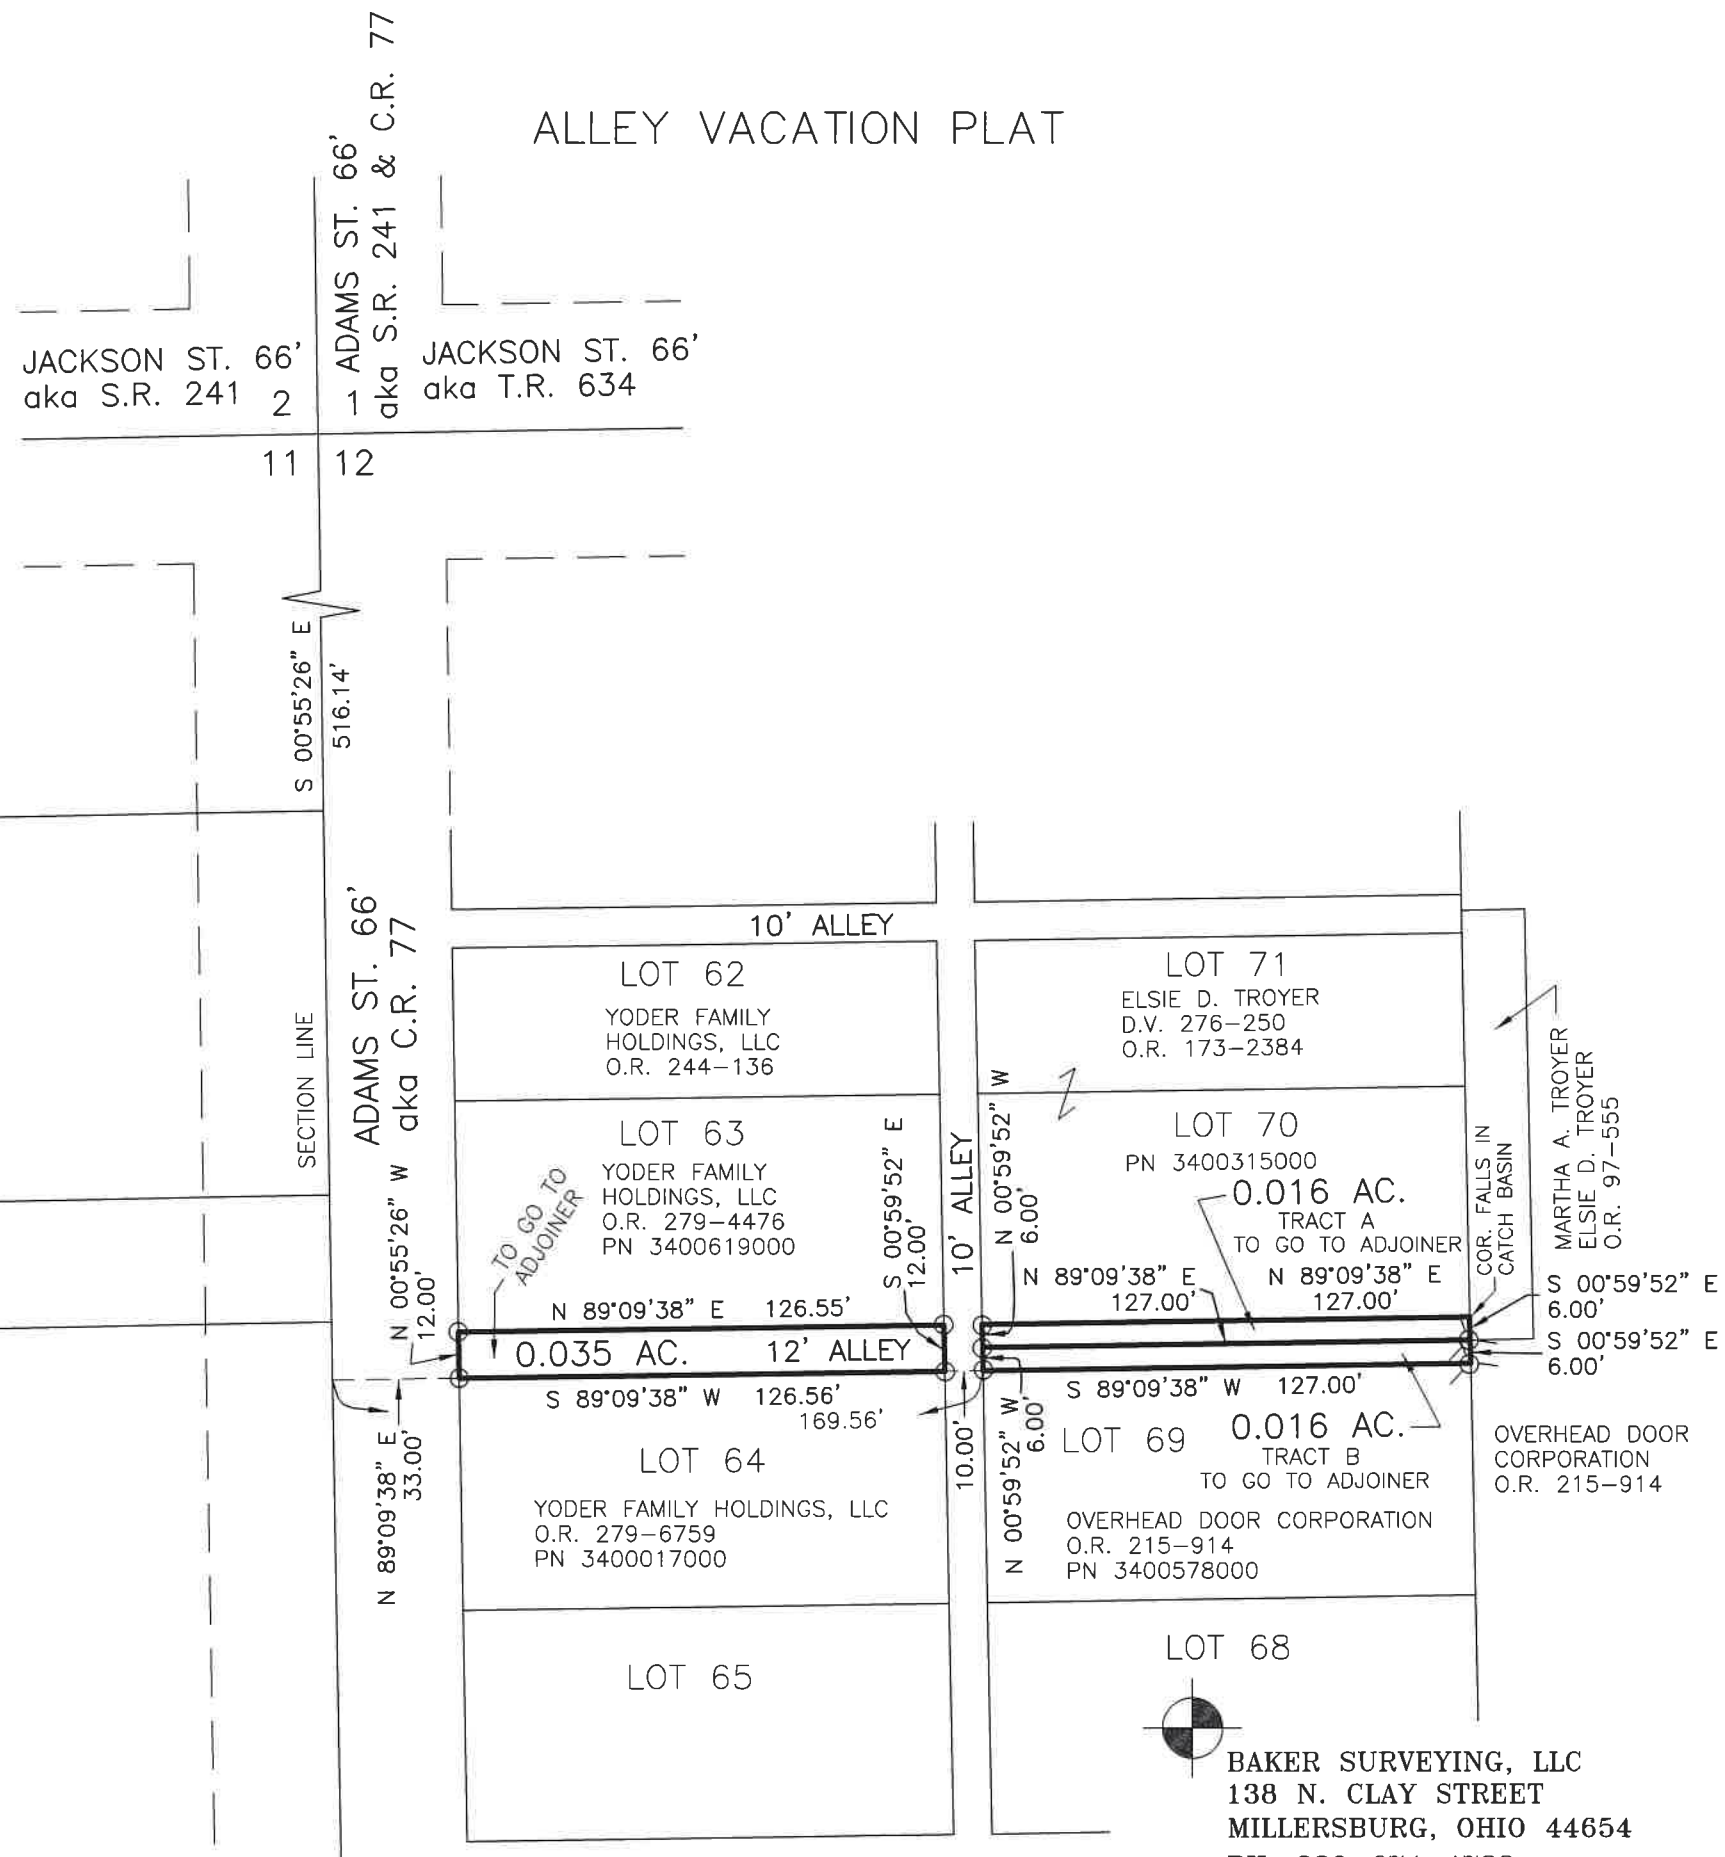 ALLEY VACATION PLAT
ADAMS ST. 66'
aka S.R. 241 & C.R. 77
JACKSON ST. 66'
aka S.R. 241
JACKSON ST. 66'
aka T.R. 634
2
1
11
12
S 00°55'26" E
516.14'
SECTION LINE
ADAMS ST. 66'
aka C.R. 77
10' ALLEY
LOT 62
YODER FAMILY
HOLDINGS, LLC
O.R. 244-136
LOT 71
ELSIE D. TROYER
D.V. 276-250
O.R. 173-2384
LOT 63
YODER FAMILY
HOLDINGS, LLC
O.R. 279-4476
PN 3400619000
TO GO TO
ADJOINER
N 00°55'26" W
12.00'
S 00°59'52" E
12.00'
10' ALLEY
N 00°59'52" W
6.00'
LOT 70
PN 3400315000
0.016 AC.
TRACT A
TO GO TO ADJOINER
COR. FALLS IN
CATCH BASIN
MARTHA A. TROYER
ELSIE D. TROYER
O.R. 97-555
N 89°09'38" E 126.55'
N 89°09'38" E
127.00'
N 89°09'38" E
127.00'
S 00°59'52" E
6.00'
S 00°59'52" E
6.00'
0.035 AC.
12' ALLEY
S 89°09'38" W 126.56'
169.56'
S 89°09'38" W 127.00'
N 89°09'38" E
33.00'
10.00'
N 00°59'52" W
6.00'
LOT 64
YODER FAMILY HOLDINGS, LLC
O.R. 279-6759
PN 3400017000
LOT 69
0.016 AC.
TRACT B
TO GO TO ADJOINER
OVERHEAD DOOR CORPORATION
O.R. 215-914
PN 3400578000
OVERHEAD DOOR
CORPORATION
O.R. 215-914
LOT 65
LOT 68
BAKER SURVEYING, LLC
138 N. CLAY STREET
MILLERSBURG, OHIO 44654